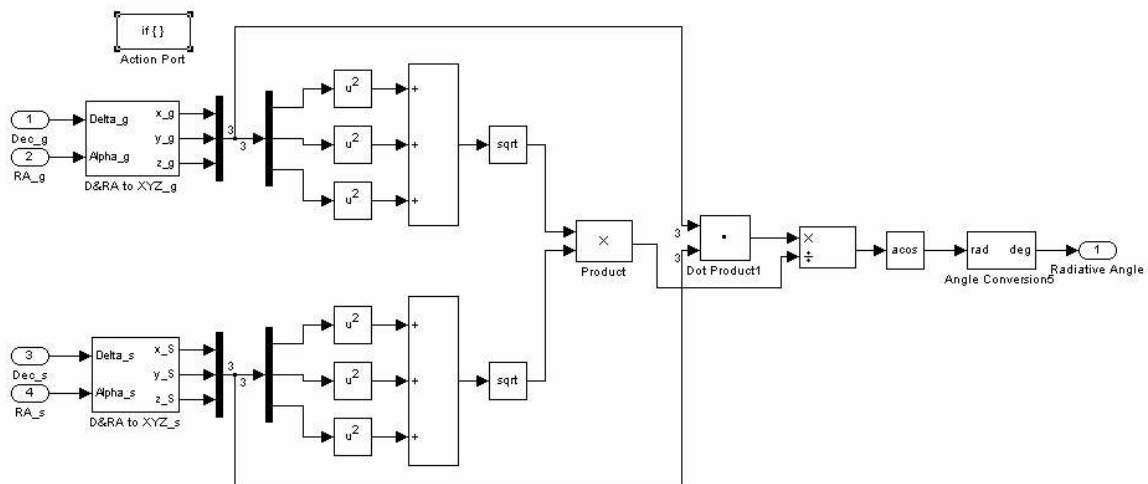 if { }
Action Port
1
Dec_g
2
RA_g
Delta_g
Alpha_g
x_g
y_g
z_g
D&RA to XYZ_g
3
3
u²
u²
u²
+
+
+
sqrt
×
Product
3
3
Dot Product1
×
÷
acos
rad deg
Angle Conversion5
1
Radiative Angle
3
Dec_s
4
RA_s
Delta_s
Alpha_s
x_S
y_S
z_S
D&RA to XYZ_s
3
3
u²
u²
u²
+
+
+
sqrt